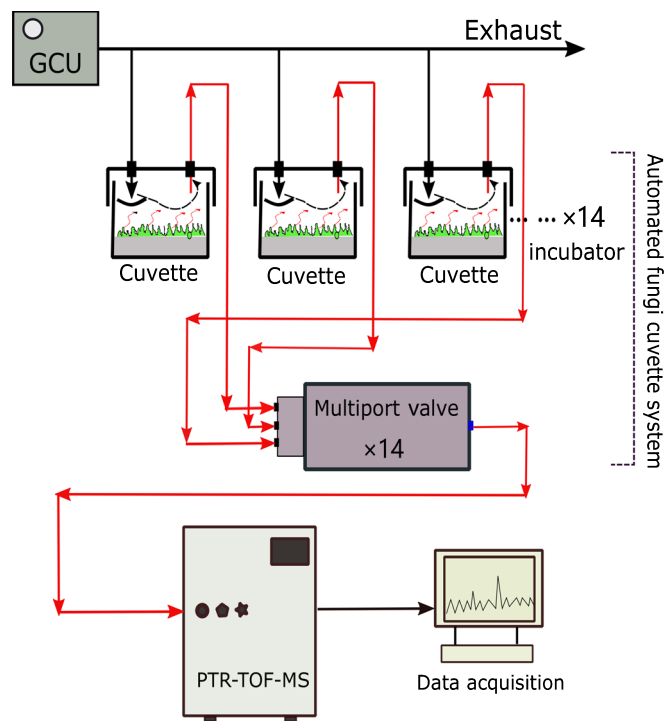 GCU
Exhaust
Cuvette
Cuvette
Cuvette
... ... ×14
incubator
Automated fungi cuvette system
Multiport valve
×14
PTR-TOF-MS
Data acquisition